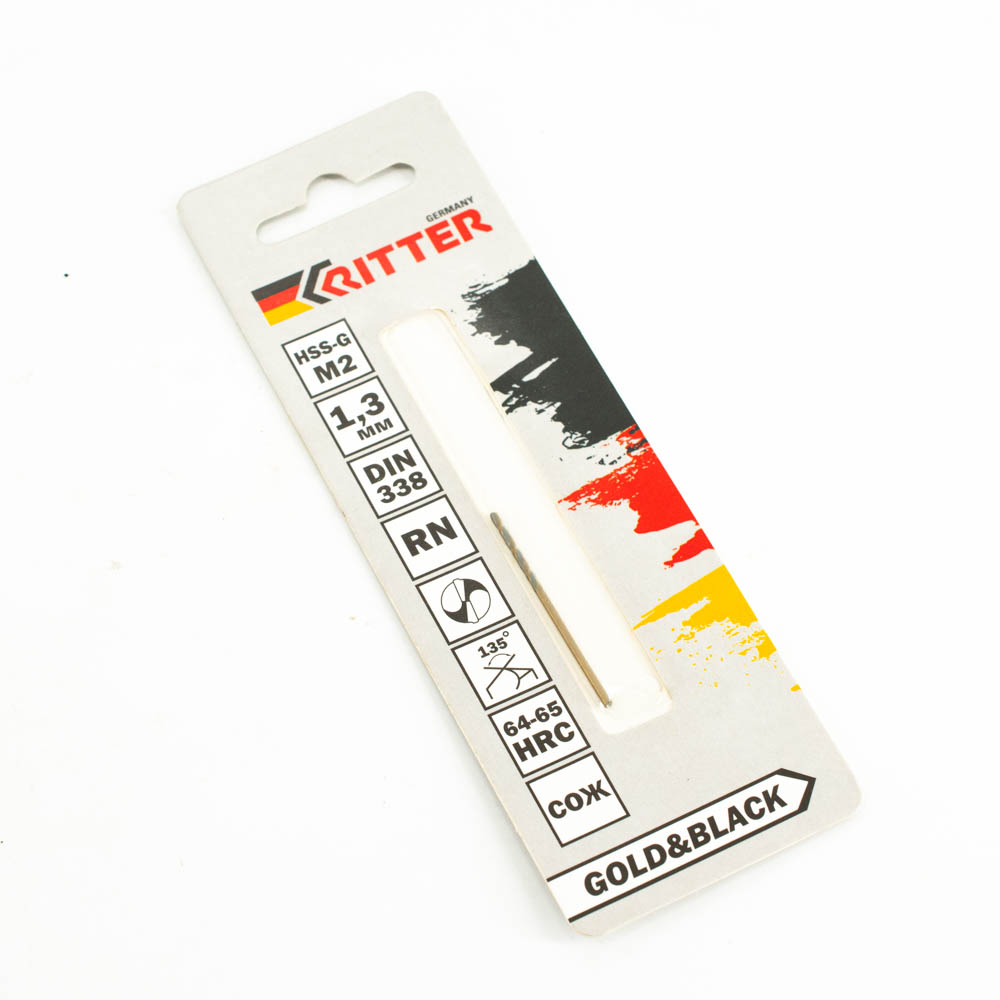 GERMANY
RITTER
HSS-G
M2
1,3
мм
DIN
338
RN
135°
64-65
HRC
СОЖ
GOLD&BLACK